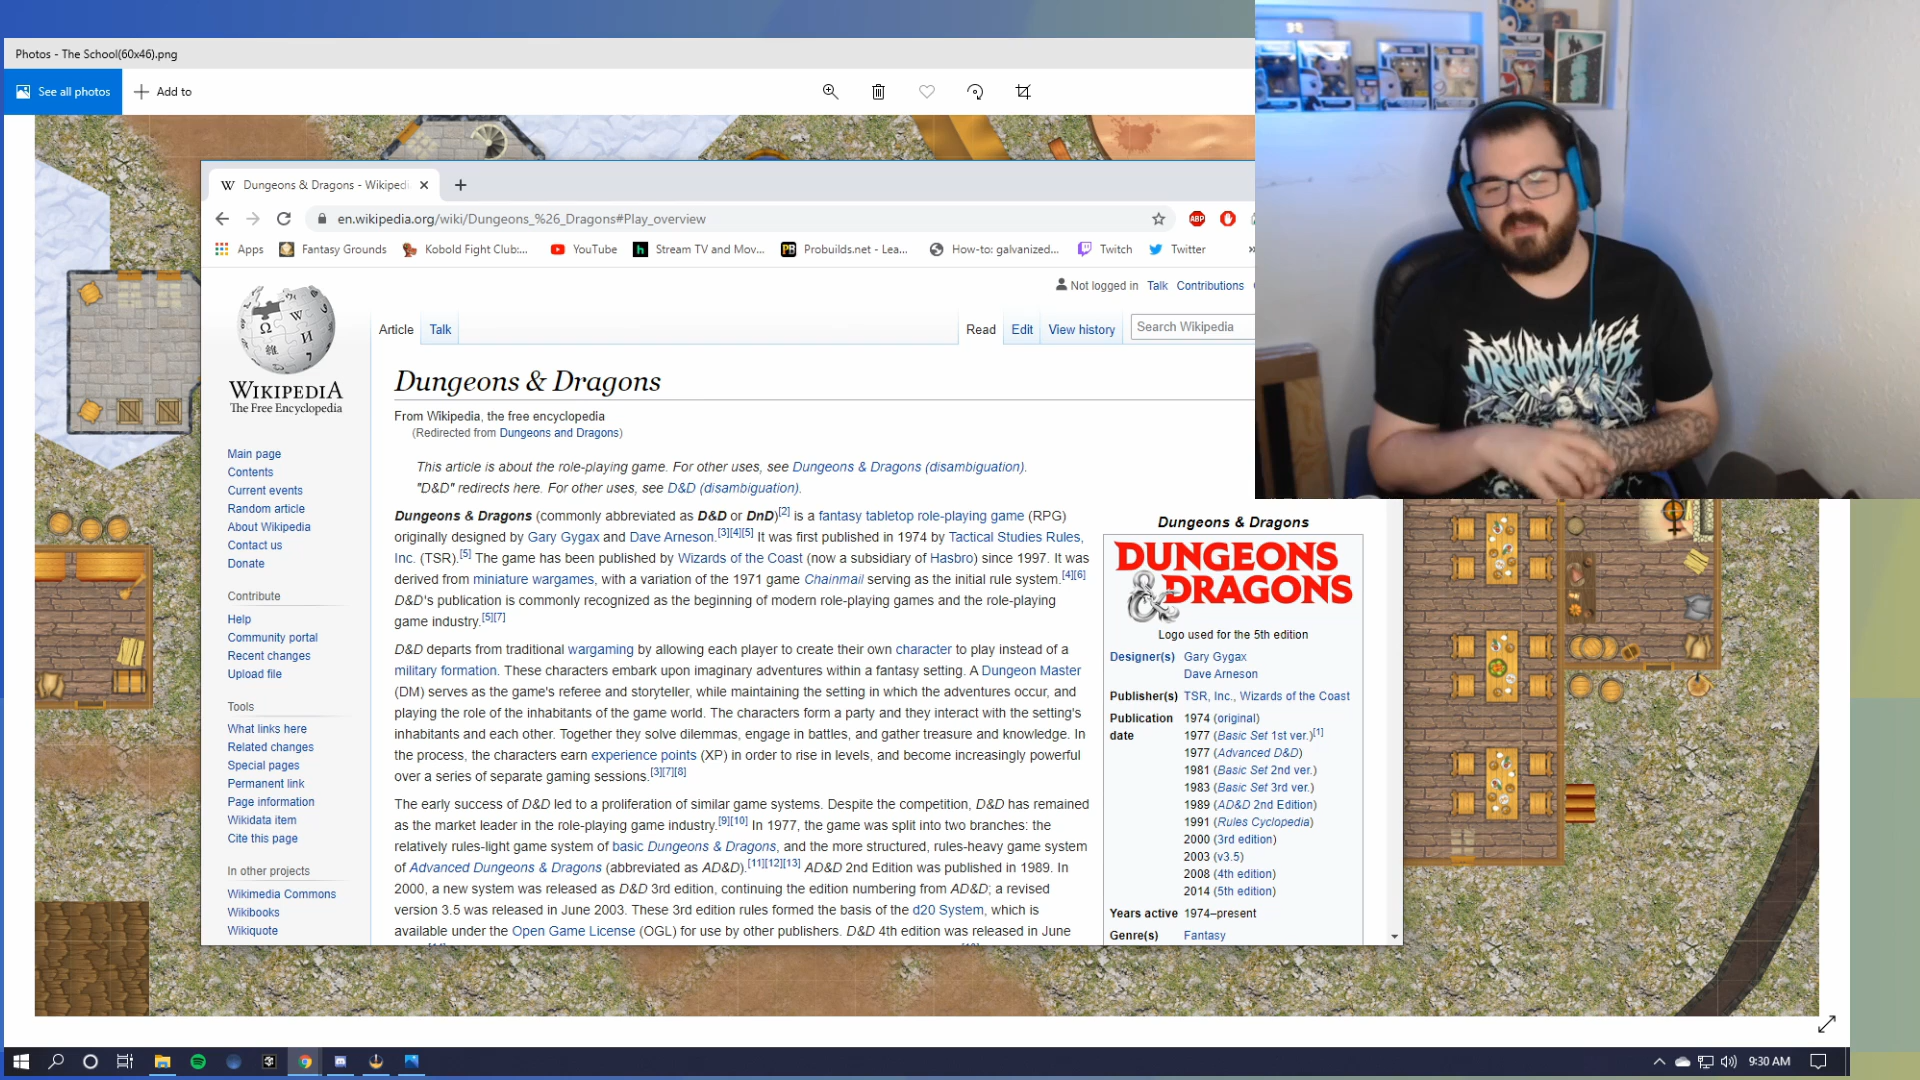 Photos - The School(60x46).png
See all photos
Add to
Dungeons & Dragons - Wikipedi
en.wikipedia.org/wiki/Dungeons_%26_Dragons#Play_overview
ABP
Apps
Fantasy Grounds
Kobold Fight Club:...
YouTube
h
Stream TV and Mov...
PB
Probuilds.net - Lea...
How-to: galvanized...
Twitch
Twitter
»
WIKIPEDIA
The Free Encyclopedia
Not logged in Talk Contributions
Article Talk
Read Edit View history
Search Wikipedia
Main page
Contents
Current events
Random article
About Wikipedia
Contact us
Donate
Contribute
Help
Community portal
Recent changes
Upload file
Tools
What links here
Related changes
Special pages
Permanent link
Page information
Wikidata item
Cite this page
In other projects
Wikimedia Commons
Wikibooks
Wikiquote
Dungeons & Dragons
From Wikipedia, the free encyclopedia
(Redirected from Dungeons and Dragons)
This article is about the role-playing game. For other uses, see Dungeons & Dragons (disambiguation).
"D&D" redirects here. For other uses, see D&D (disambiguation).
Dungeons & Dragons (commonly abbreviated as D&D or DnD)[2] is a fantasy tabletop role-playing game (RPG)
originally designed by Gary Gygax and Dave Arneson.[3][4][5] It was first published in 1974 by Tactical Studies Rules,
Inc. (TSR).[5] The game has been published by Wizards of the Coast (now a subsidiary of Hasbro) since 1997. It was
derived from miniature wargames, with a variation of the 1971 game Chainmail serving as the initial rule system.[4][6]
D&D's publication is commonly recognized as the beginning of modern role-playing games and the role-playing
game industry.[5][7]
D&D departs from traditional wargaming by allowing each player to create their own character to play instead of a
military formation. These characters embark upon imaginary adventures within a fantasy setting. A Dungeon Master
(DM) serves as the game's referee and storyteller, while maintaining the setting in which the adventures occur, and
playing the role of the inhabitants of the game world. The characters form a party and they interact with the setting's
inhabitants and each other. Together they solve dilemmas, engage in battles, and gather treasure and knowledge. In
the process, the characters earn experience points (XP) in order to rise in levels, and become increasingly powerful
over a series of separate gaming sessions.[3][7][8]
The early success of D&D led to a proliferation of similar game systems. Despite the competition, D&D has remained
as the market leader in the role-playing game industry.[9][10] In 1977, the game was split into two branches: the
relatively rules-light game system of basic Dungeons & Dragons, and the more structured, rules-heavy game system
of Advanced Dungeons & Dragons (abbreviated as AD&D).[11][12][13] AD&D 2nd Edition was published in 1989. In
2000, a new system was released as D&D 3rd edition, continuing the edition numbering from AD&D; a revised
version 3.5 was released in June 2003. These 3rd edition rules formed the basis of the d20 System, which is
available under the Open Game License (OGL) for use by other publishers. D&D 4th edition was released in June
Dungeons & Dragons
DUNGEONS
& DRAGONS
Logo used for the 5th edition
Designer(s) Gary Gygax
Dave Arneson
Publisher(s) TSR, Inc., Wizards of the Coast
Publication 1974 (original)
date 1977 (Basic Set 1st ver.)[1]
1977 (Advanced D&D)
1981 (Basic Set 2nd ver.)
1983 (Basic Set 3rd ver.)
1989 (AD&D 2nd Edition)
1991 (Rules Cyclopedia)
2000 (3rd edition)
2003 (v3.5)
2008 (4th edition)
2014 (5th edition)
Years active 1974–present
Genre(s) Fantasy
ORPHAN MAKER
9:30 AM